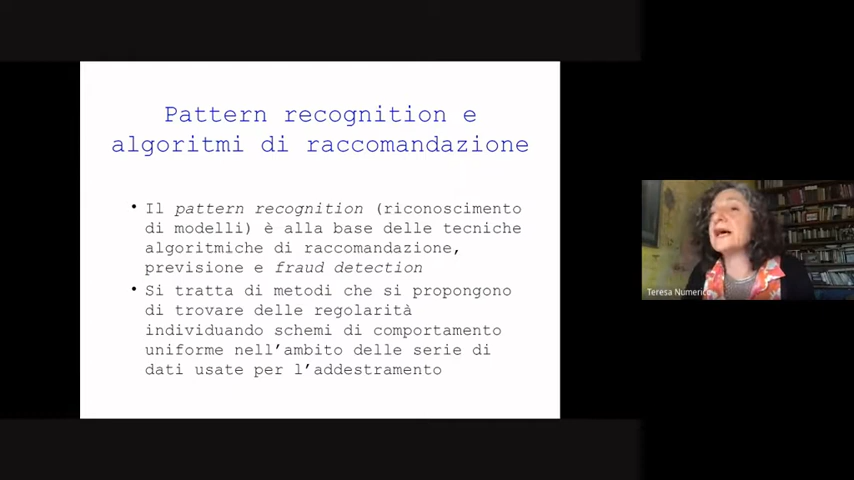 Pattern recognition e
algoritmi di raccomandazione
• Il pattern recognition (riconoscimento
di modelli) è alla base delle tecniche
algoritmiche di raccomandazione,
previsione e fraud detection
• Si tratta di metodi che si propongono
di trovare delle regolarità
individuando schemi di comportamento
uniforme nell’ambito delle serie di
dati usate per l’addestramento
Teresa Numerico